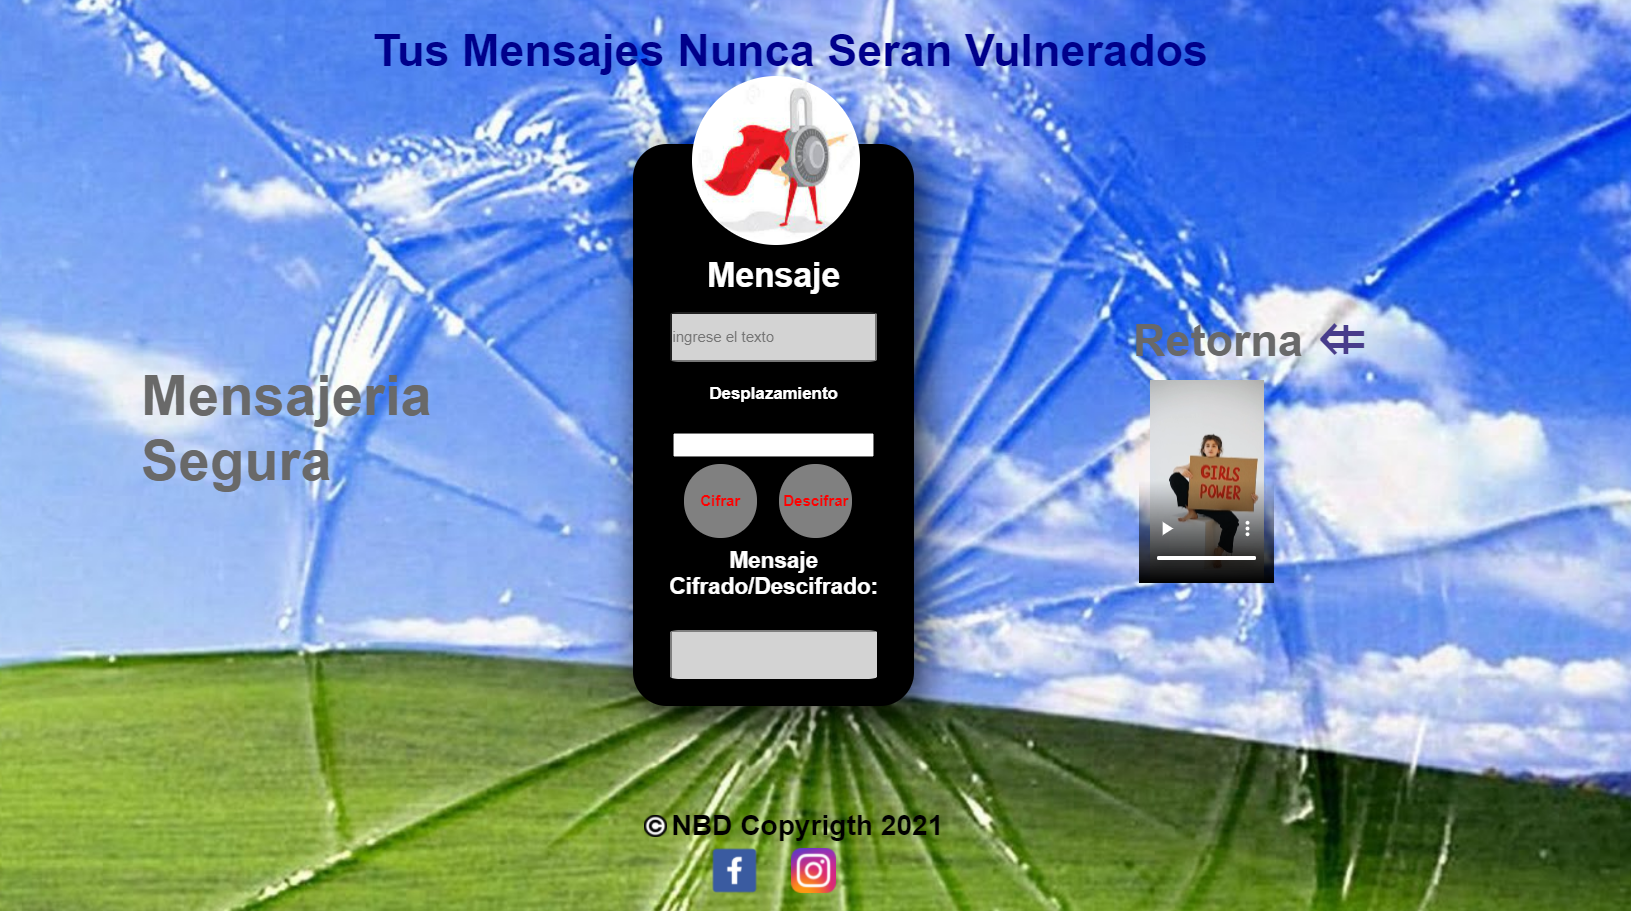 Tus Mensajes Nunca Seran Vulnerados
Mensaje
ingrese el texto
Desplazamiento
Cifrar
Descifrar
Mensaje
Cifrado/Descifrado:
Mensajeria
Segura
Retorna
GIRLS
POWER
© NBD Copyrigth 2021